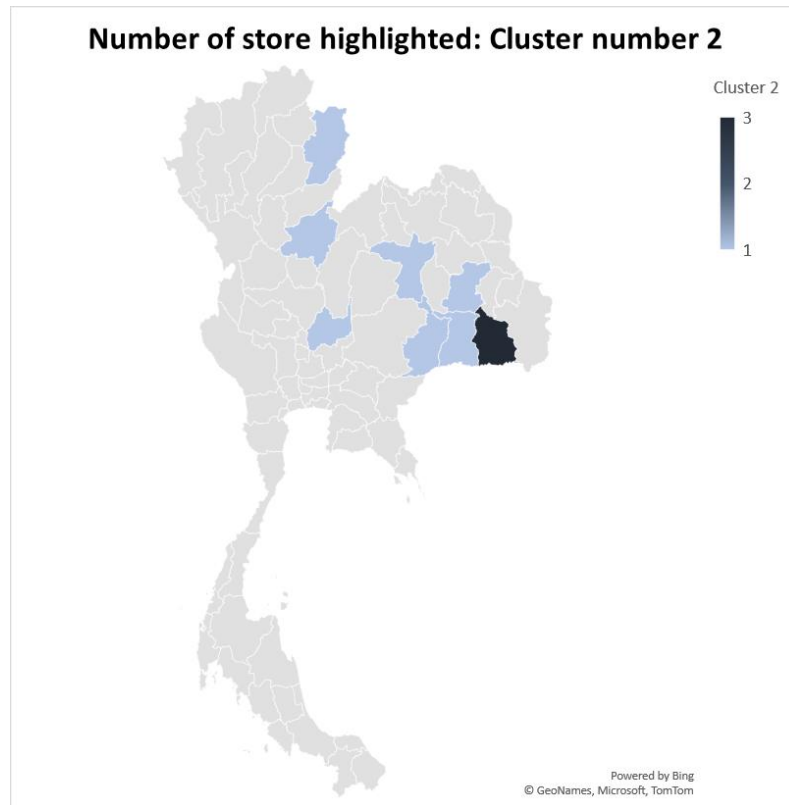 Number of store highlighted: Cluster number 2
Cluster 2
3
2
1
Powered by Bing
© GeoNames, Microsoft, TomTom